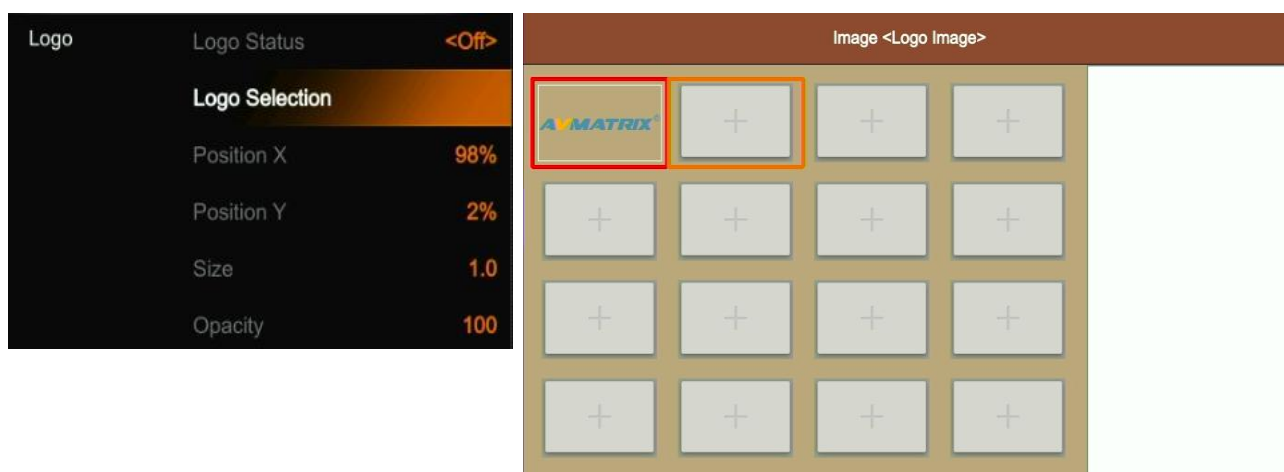 Logo
Logo Status <Off>
Logo Selection
Position X 98%
Position Y 2%
Size 1.0
Opacity 100
Image <Logo Image>
AVMATRIX®